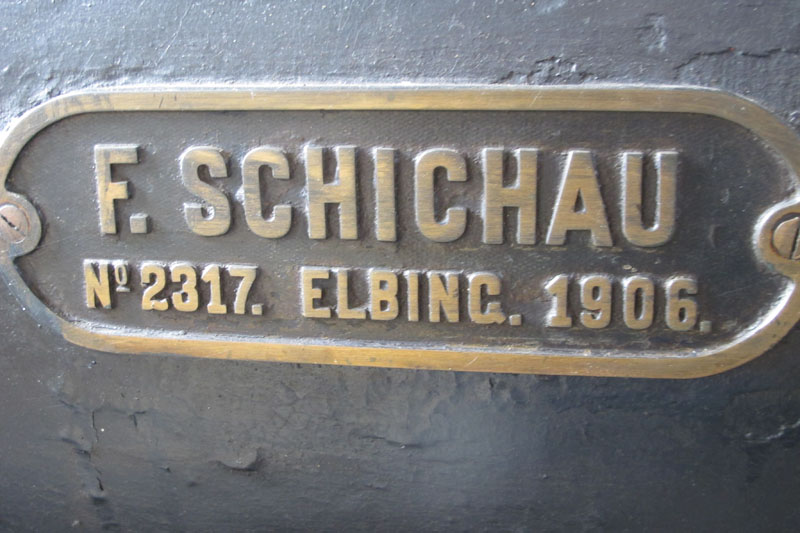 F. SCHICHAU
Nº 2317. ELBING. 1906.